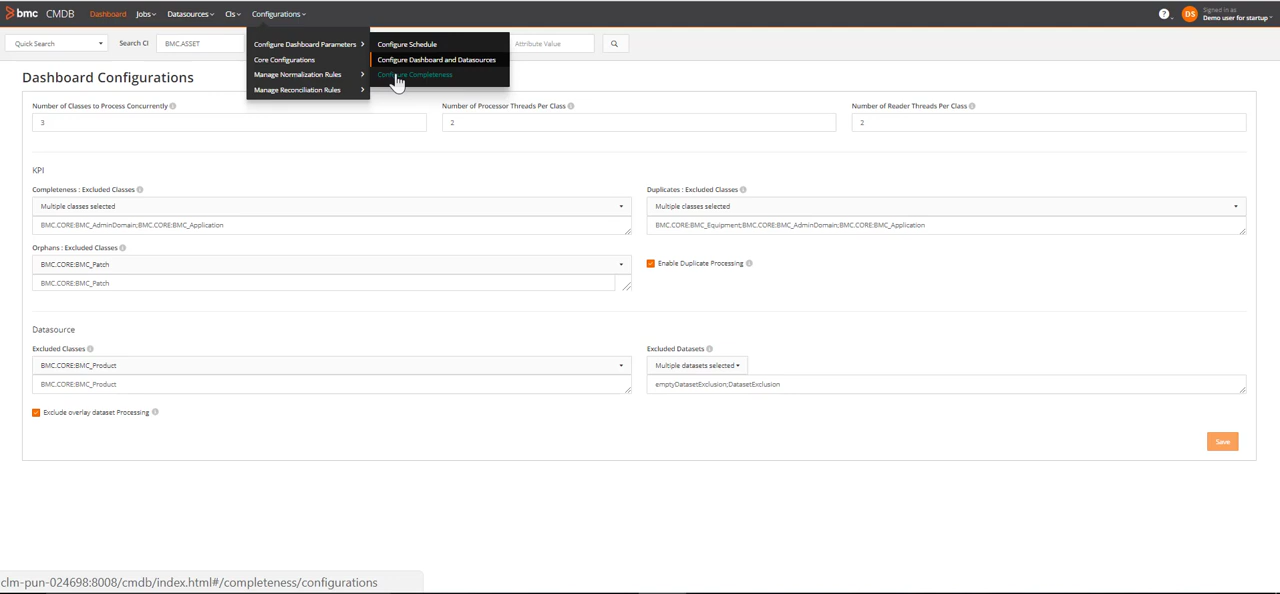 bmc CMDB Dashboard Jobs Datasources CIs Configurations ? DS Signed in as
Demo user for startup
Quick Search Search CI BMC.ASSET Attribute Value
Configure Dashboard Parameters
Core Configurations
Manage Normalization Rules
Manage Reconciliation Rules
Configure Schedule
Configure Dashboard and Datasources
Configure Completeness
Dashboard Configurations
Number of Classes to Process Concurrently
3
Number of Processor Threads Per Class
2
Number of Reader Threads Per Class
2
KPI
Completeness : Excluded Classes
Multiple classes selected
BMC.CORE:BMC_AdminDomain;BMC.CORE:BMC_Application
Duplicates : Excluded Classes
Multiple classes selected
BMC.CORE:BMC_Equipment;BMC.CORE:BMC_AdminDomain;BMC.CORE:BMC_Application
Orphans : Excluded Classes
BMC.CORE:BMC_Patch
BMC.CORE:BMC_Patch
Enable Duplicate Processing
Datasource
Excluded Classes
BMC.CORE:BMC_Product
BMC.CORE:BMC_Product
Excluded Datasets
Multiple datasets selected
emptyDatasetExclusion;DatasetExclusion
Exclude overlay dataset Processing
Save
clm-pun-024698:8008/cmdb/index.html#/completeness/configurations